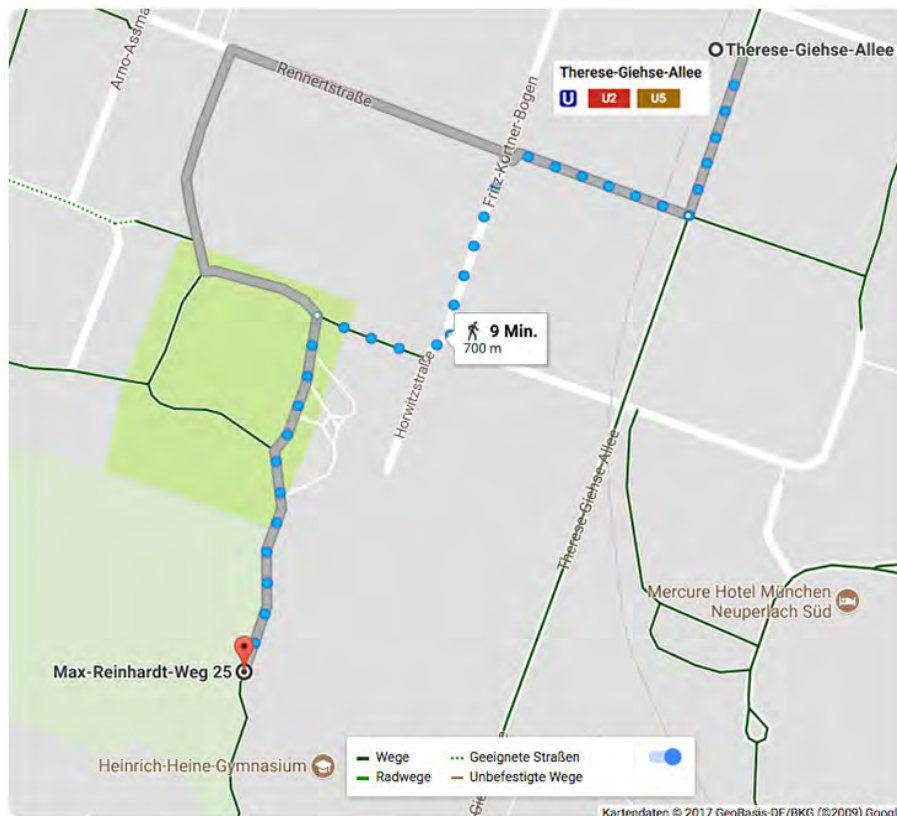 Arno-Assma
Therese-Giehse-Allee
Rennertstraße
Therese-Giehse-Allee
U U2 U5
Fritz-Kortner-Bogen
9 Min.
700 m
Horwitzstraße
Therese-Giehse-Allee
Mercure Hotel München
Neuperlach Süd
Max-Reinhardt-Weg 25
Heinrich-Heine-Gymnasium
Wege
Geeignete Straßen
Radwege
Unbefestigte Wege
Kartendaten © 2017 GeoBasis-DE/BKG (©2009) Googl